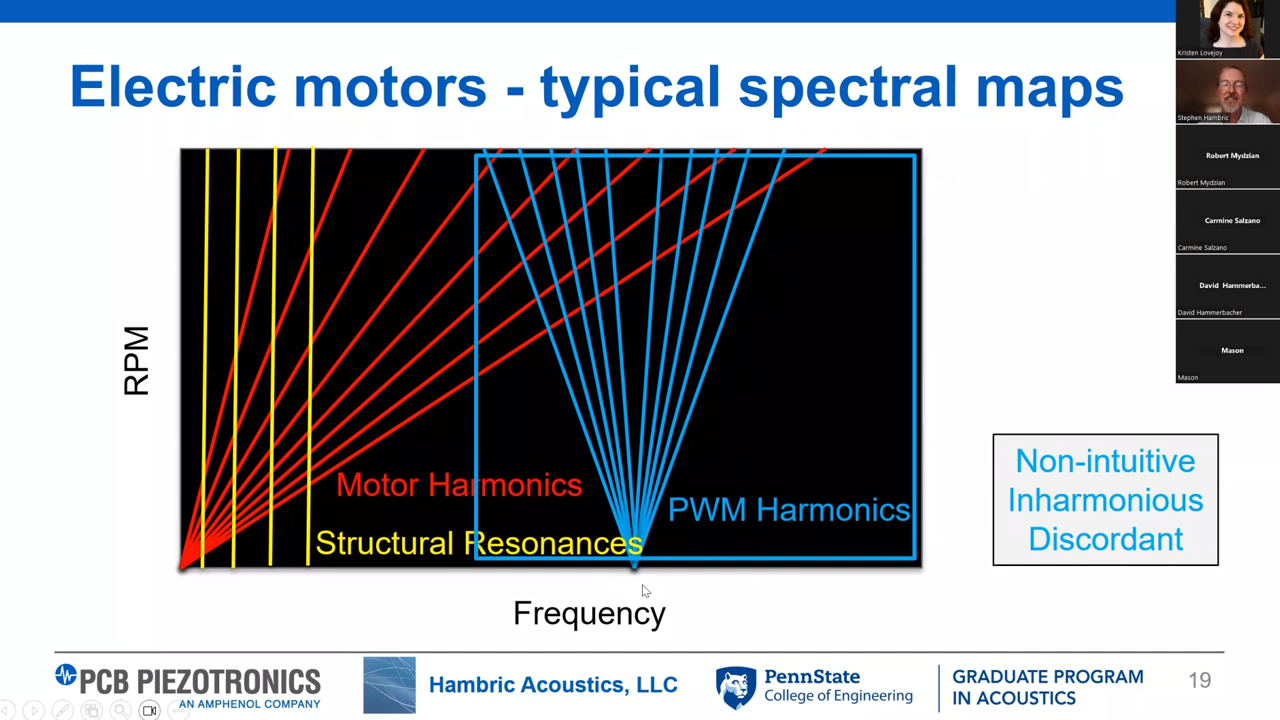 Electric motors - typical spectral maps
RPM
Motor Harmonics
PWM Harmonics
Structural Resonances
Frequency
Non-intuitive
Inharmonious
Discordant
PCB PIEZOTRONICS
AN AMPHENOL COMPANY
Hambric Acoustics, LLC
PennState
College of Engineering
GRADUATE PROGRAM
IN ACOUSTICS
19
Kristen Lovejoy
Stephen Hambric
Robert Mydzian
Robert Mydzian
Carmine Salzano
Carmine Salzano
David Hammerba...
David Hammerbacher
Mason
Mason